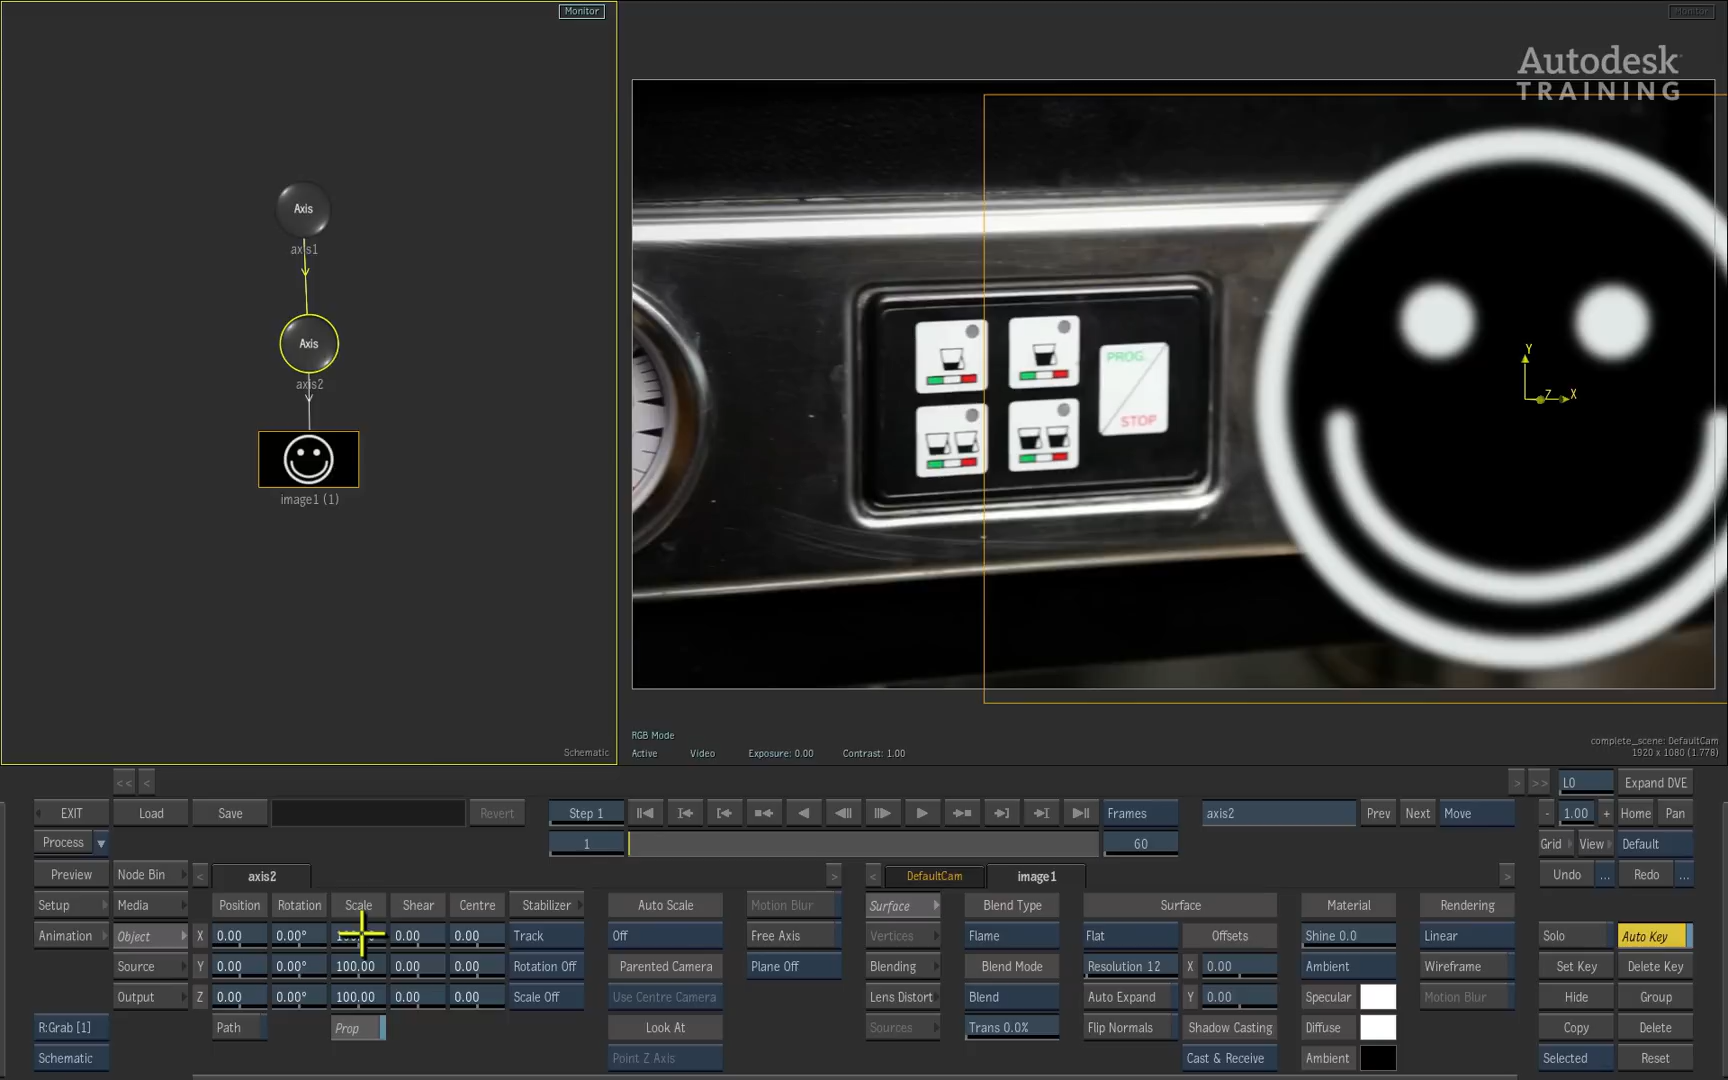 Monitor
Monitor
Autodesk
TRAINING
Axis
axis1
Axis
axis2
image1 (1)
PROG.
STOP
Y
Z
X
RGB Mode
Active Video Exposure: 0.00 Contrast: 1.00
Schematic
complete_scene: DefaultCam
1920 x 1080 (1.778)
<< < > >> L0 Expand DVE
EXIT Load Save Revert Step 1 Frames axis2 Prev Next Move - 1.00 + Home Pan
Process 1 60 Grid View Default
Preview Node Bin < axis2 > < DefaultCam image1 > Undo ... Redo ...
Setup Media Position Rotation Scale Shear Centre Stabilizer Auto Scale Motion Blur Surface Blend Type Surface Material Rendering
Animation Object X 0.00 0.00° 0.00 0.00 Track Off Free Axis Vertices Flame Flat Offsets Shine 0.0 Linear Solo Auto Key
Source Y 0.00 0.00° 100.00 0.00 0.00 Rotation Off Parented Camera Plane Off Blending Blend Mode Resolution 12 X 0.00 Ambient Wireframe Set Key Delete Key
Output Z 0.00 0.00° 100.00 0.00 0.00 Scale Off Use Centre Camera Lens Distort Blend Auto Expand Y 0.00 Specular Motion Blur Hide Group
R:Grab [1] Path Prop Look At Sources Trans 0.0% Flip Normals Shadow Casting Diffuse Copy Delete
Schematic Point Z Axis Cast & Receive Ambient Selected Reset